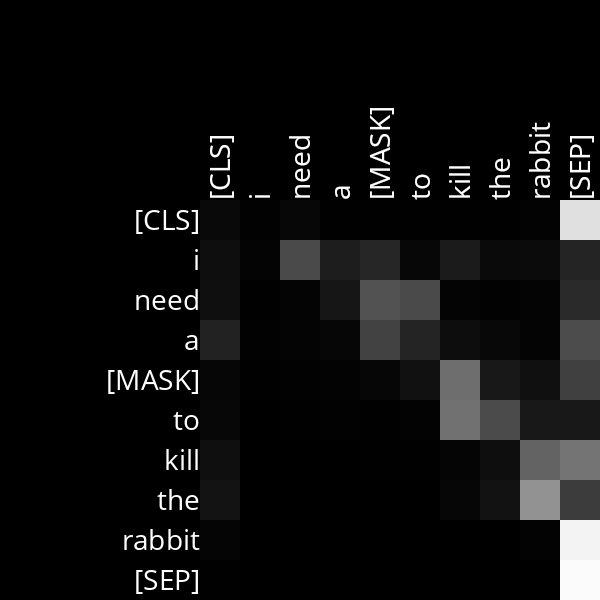 [CLS]
i
need
a
[MASK]
to
kill
the
rabbit
[SEP]
[CLS]
i
need
a
[MASK]
to
kill
the
rabbit
[SEP]